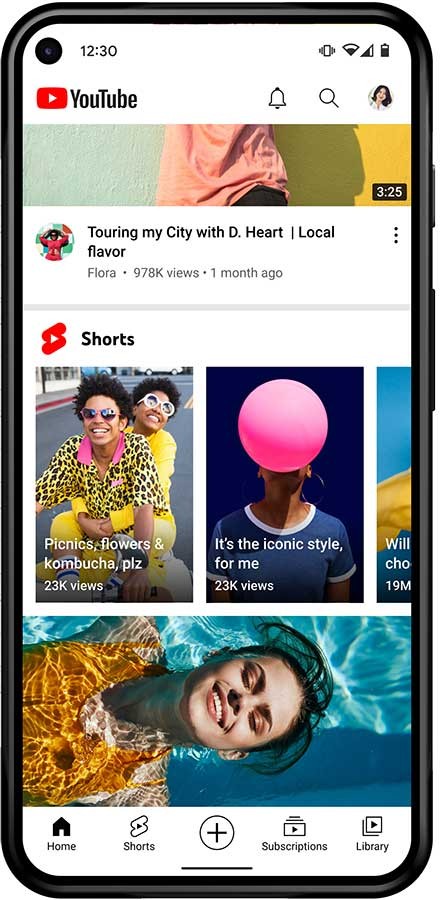 12:30
YouTube
3:25
Touring my City with D. Heart | Local
flavor
Flora • 978K views • 1 month ago
Shorts
Picnics, flowers &
kombucha, plz
23K views
It's the iconic style,
for me
23K views
Will
cho
19M
Home
Shorts
Subscriptions
Library